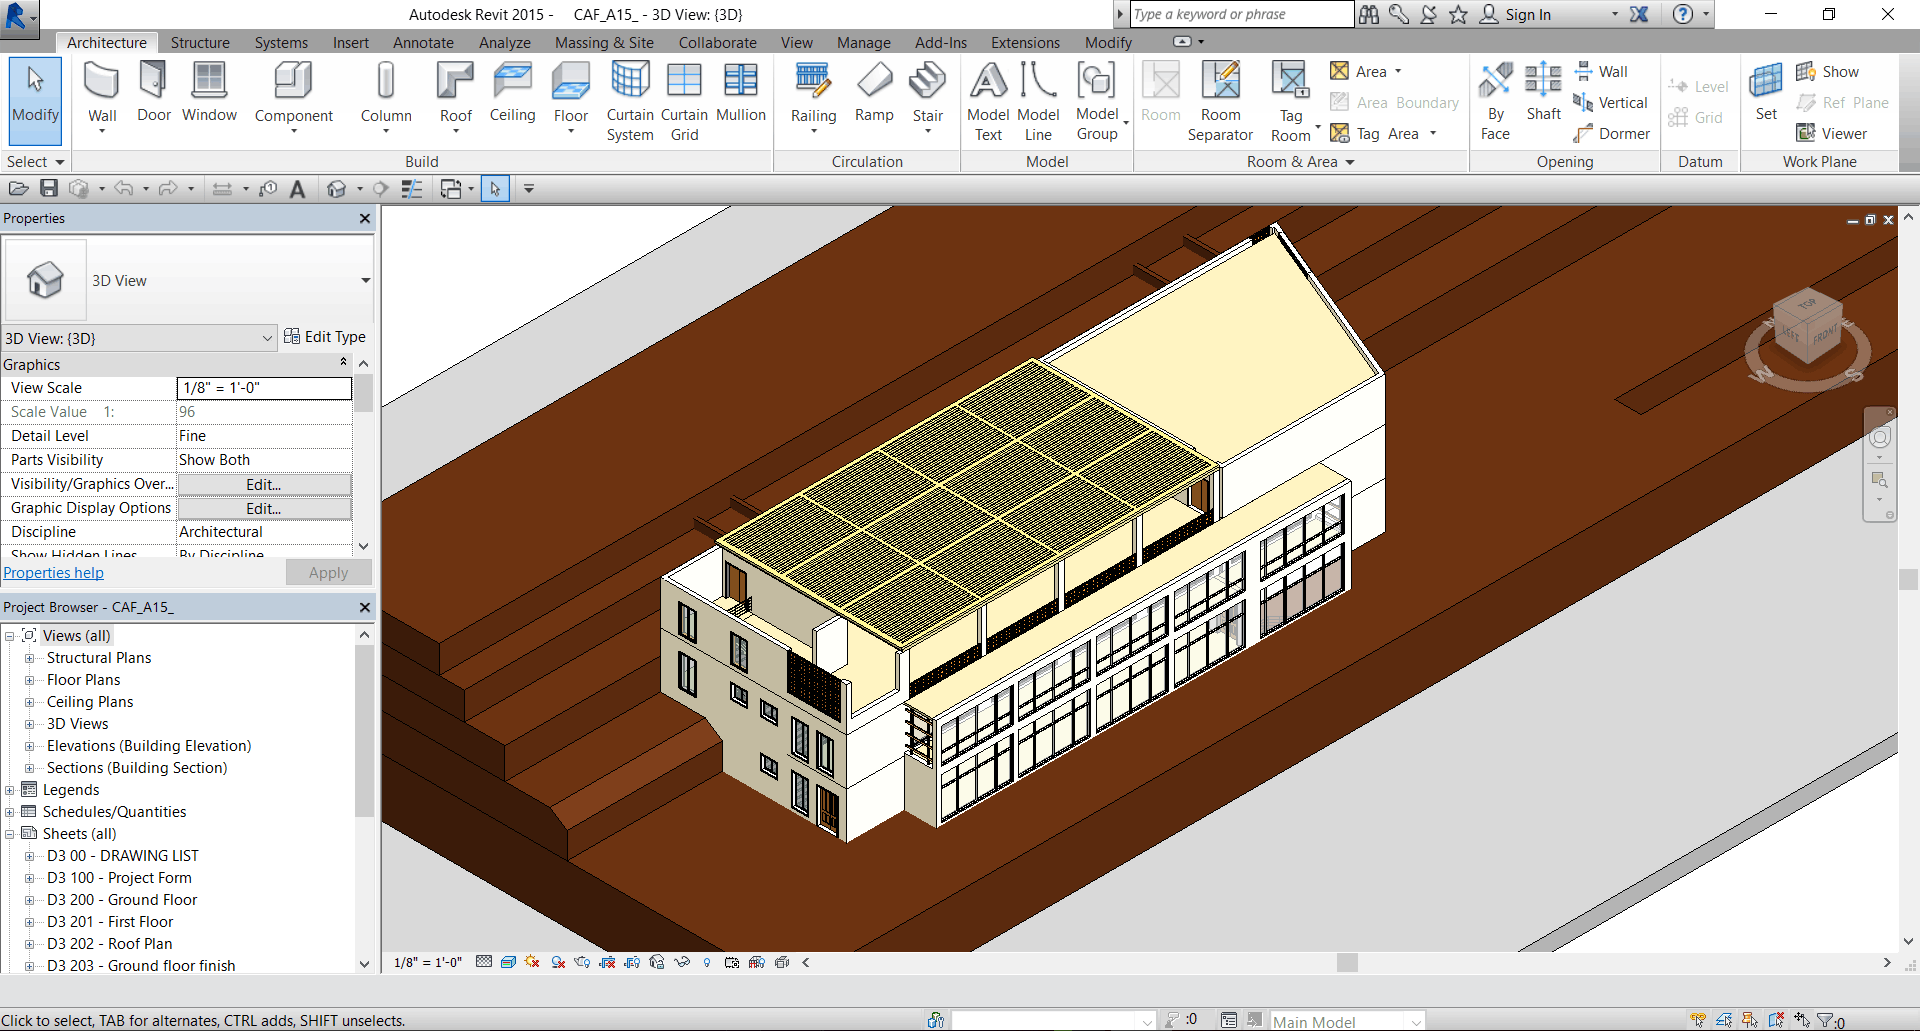 Autodesk Revit 2015 - CAF_A15_ - 3D View: {3D}
Type a keyword or phrase
Sign In
Architecture Structure Systems Insert Annotate Analyze Massing & Site Collaborate View Manage Add-Ins Extensions Modify
Modify
Wall
Door
Window
Component
Column
Roof
Ceiling
Floor
Curtain System
Curtain Grid
Mullion
Railing
Ramp
Stair
Model Text
Model Line
Model Group
Room
Room Separator
Tag Room
Area
Area Boundary
Tag Area
By Face
Shaft
Wall
Vertical
Dormer
Level
Grid
Set
Show
Ref Plane
Viewer
Select
Build
Circulation
Model
Room & Area
Opening
Datum
Work Plane
Properties
3D View
3D View: {3D}
Edit Type
Graphics
View Scale 1/8" = 1'-0"
Scale Value 1: 96
Detail Level Fine
Parts Visibility Show Both
Visibility/Graphics Over... Edit...
Graphic Display Options Edit...
Discipline Architectural
Show Hidden Lines By Discipline
Properties help
Apply
Project Browser - CAF_A15_
Views (all)
Structural Plans
Floor Plans
Ceiling Plans
3D Views
Elevations (Building Elevation)
Sections (Building Section)
Legends
Schedules/Quantities
Sheets (all)
D3 00 - DRAWING LIST
D3 100 - Project Form
D3 200 - Ground Floor
D3 201 - First Floor
D3 202 - Roof Plan
D3 203 - Ground floor finish
TOP
LEFT
FRONT
W
S
1/8" = 1'-0"
Click to select, TAB for alternates, CTRL adds, SHIFT unselects.
:0
Main Model
:0